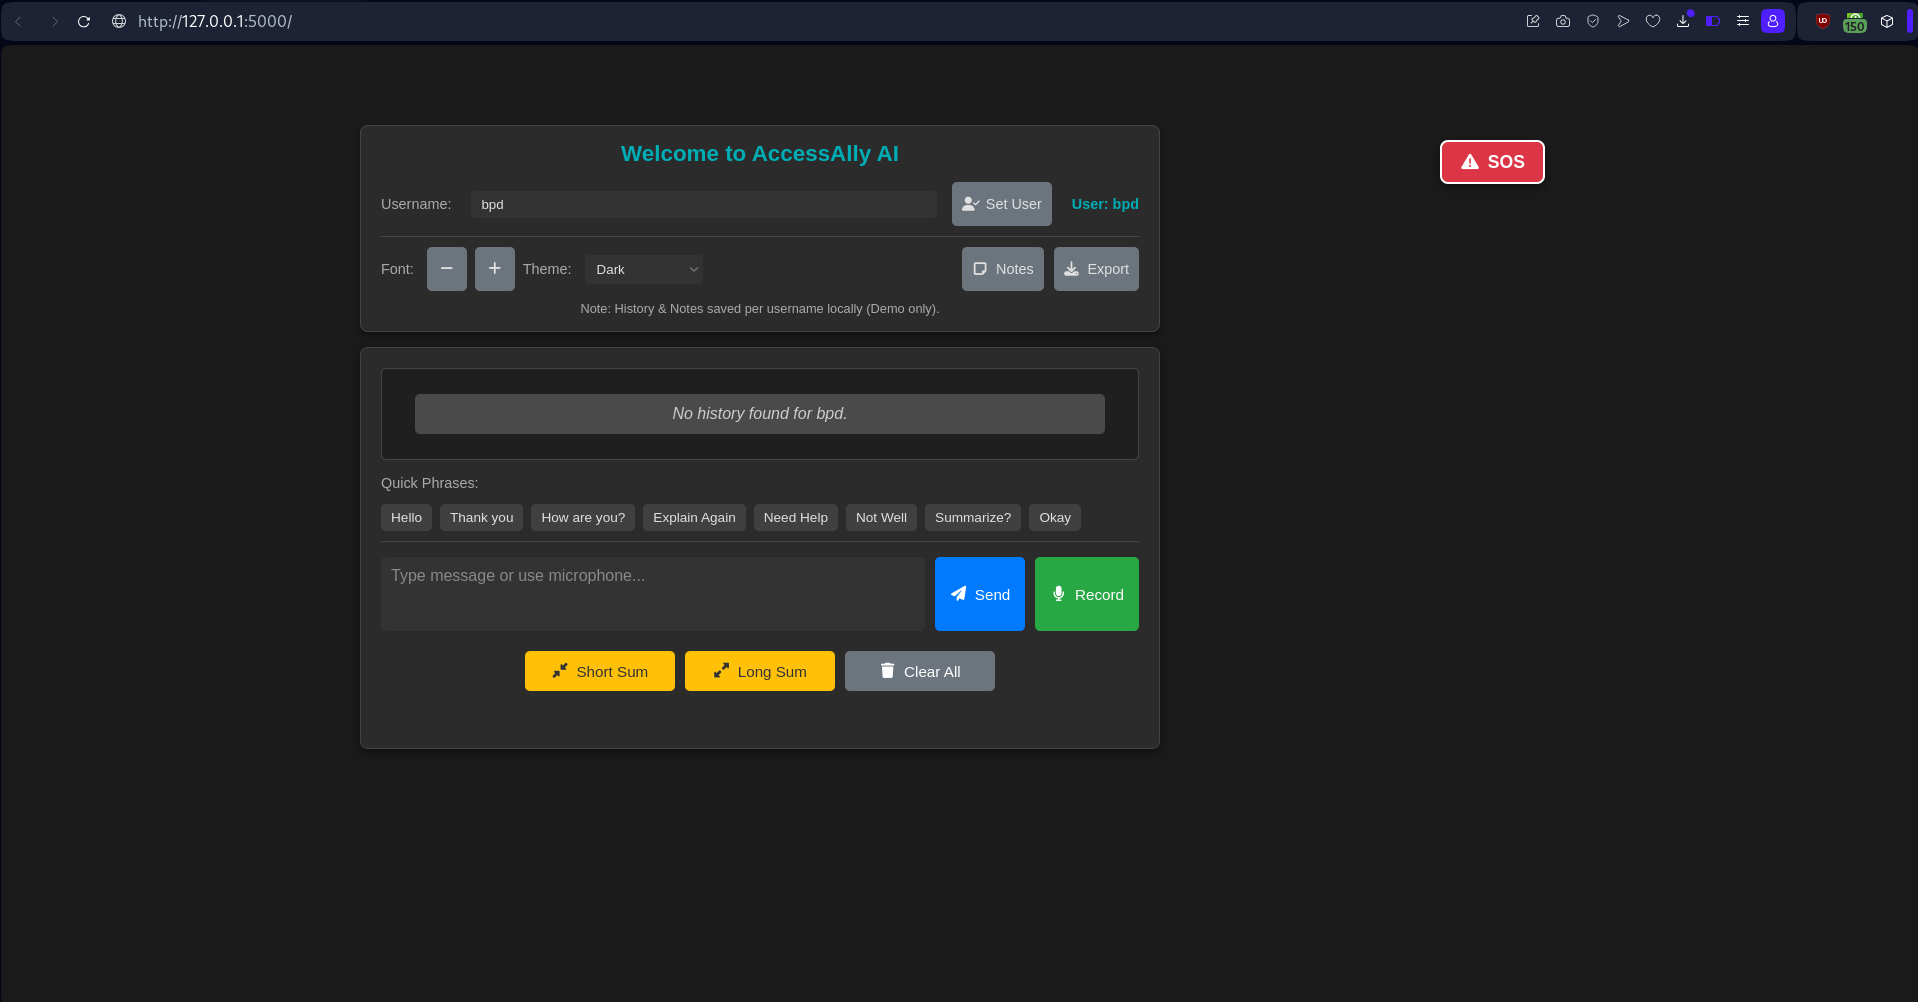 http://127.0.0.1:5000/
150
Welcome to AccessAlly AI
SOS
Username: bpd Set User User: bpd
Font: Theme: Dark Notes Export
Note: History & Notes saved per username locally (Demo only).
No history found for bpd.
Quick Phrases:
Hello Thank you How are you? Explain Again Need Help Not Well Summarize? Okay
Type message or use microphone... Send Record
Short Sum Long Sum Clear All